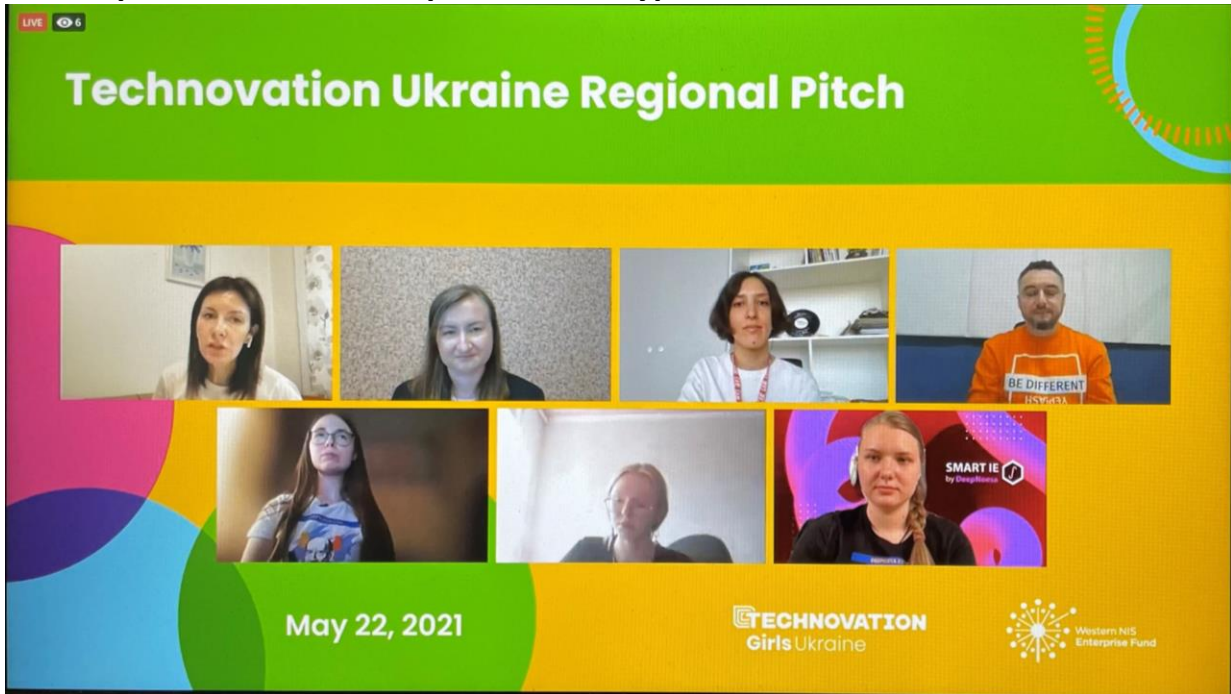 LIVE 6
Technovation Ukraine Regional Pitch
BE DIFFERENT
SMART IE
by DeepNoesa
May 22, 2021
TECHNOVATION
Girls Ukraine
Western NIS
Enterprise Fund